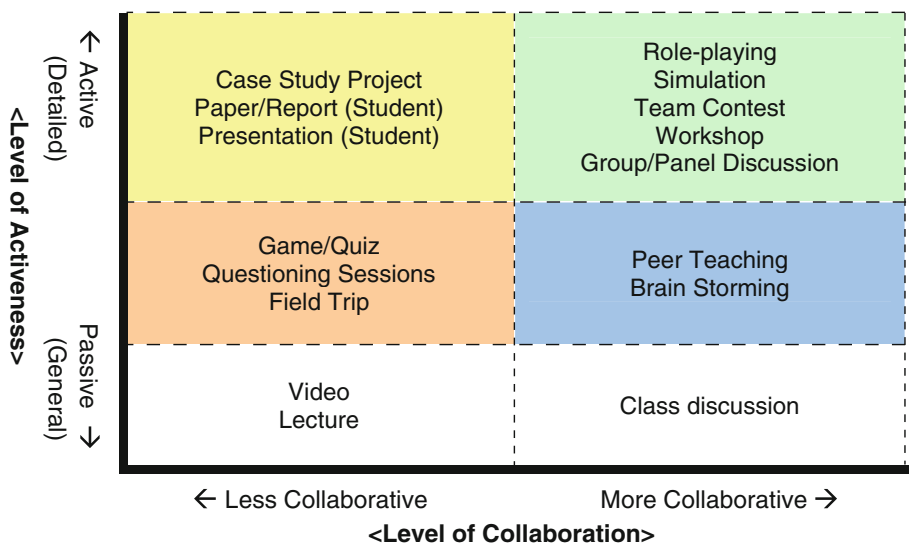 <Level of Activeness>
← Active
(Detailed)
Passive →
(General)
Case Study Project
Paper/Report (Student)
Presentation (Student)
Role-playing
Simulation
Team Contest
Workshop
Group/Panel Discussion
Game/Quiz
Questioning Sessions
Field Trip
Peer Teaching
Brain Storming
Video
Lecture
Class discussion
← Less Collaborative
More Collaborative →
<Level of Collaboration>